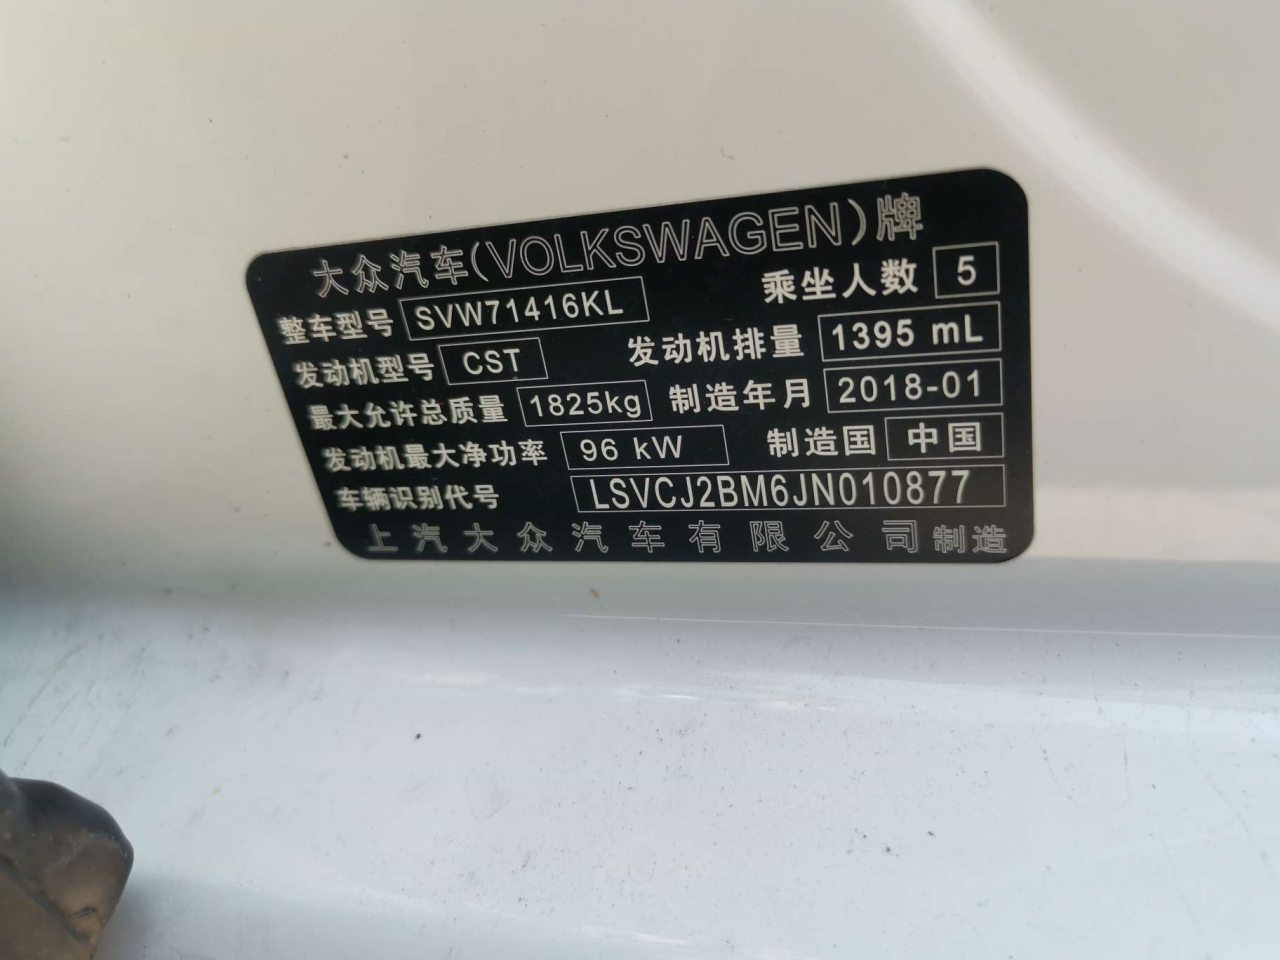 大众汽车(VOLKSWAGEN)牌
整车型号 SVW71416KL 乘坐人数 5
发动机型号 CST 发动机排量 1395 mL
最大允许总质量 1825kg 制造年月 2018-01
发动机最大净功率 96 kW 制造国 中国
车辆识别代号 LSVCJ2BM6JN010877
上汽大众汽车有限公司制造